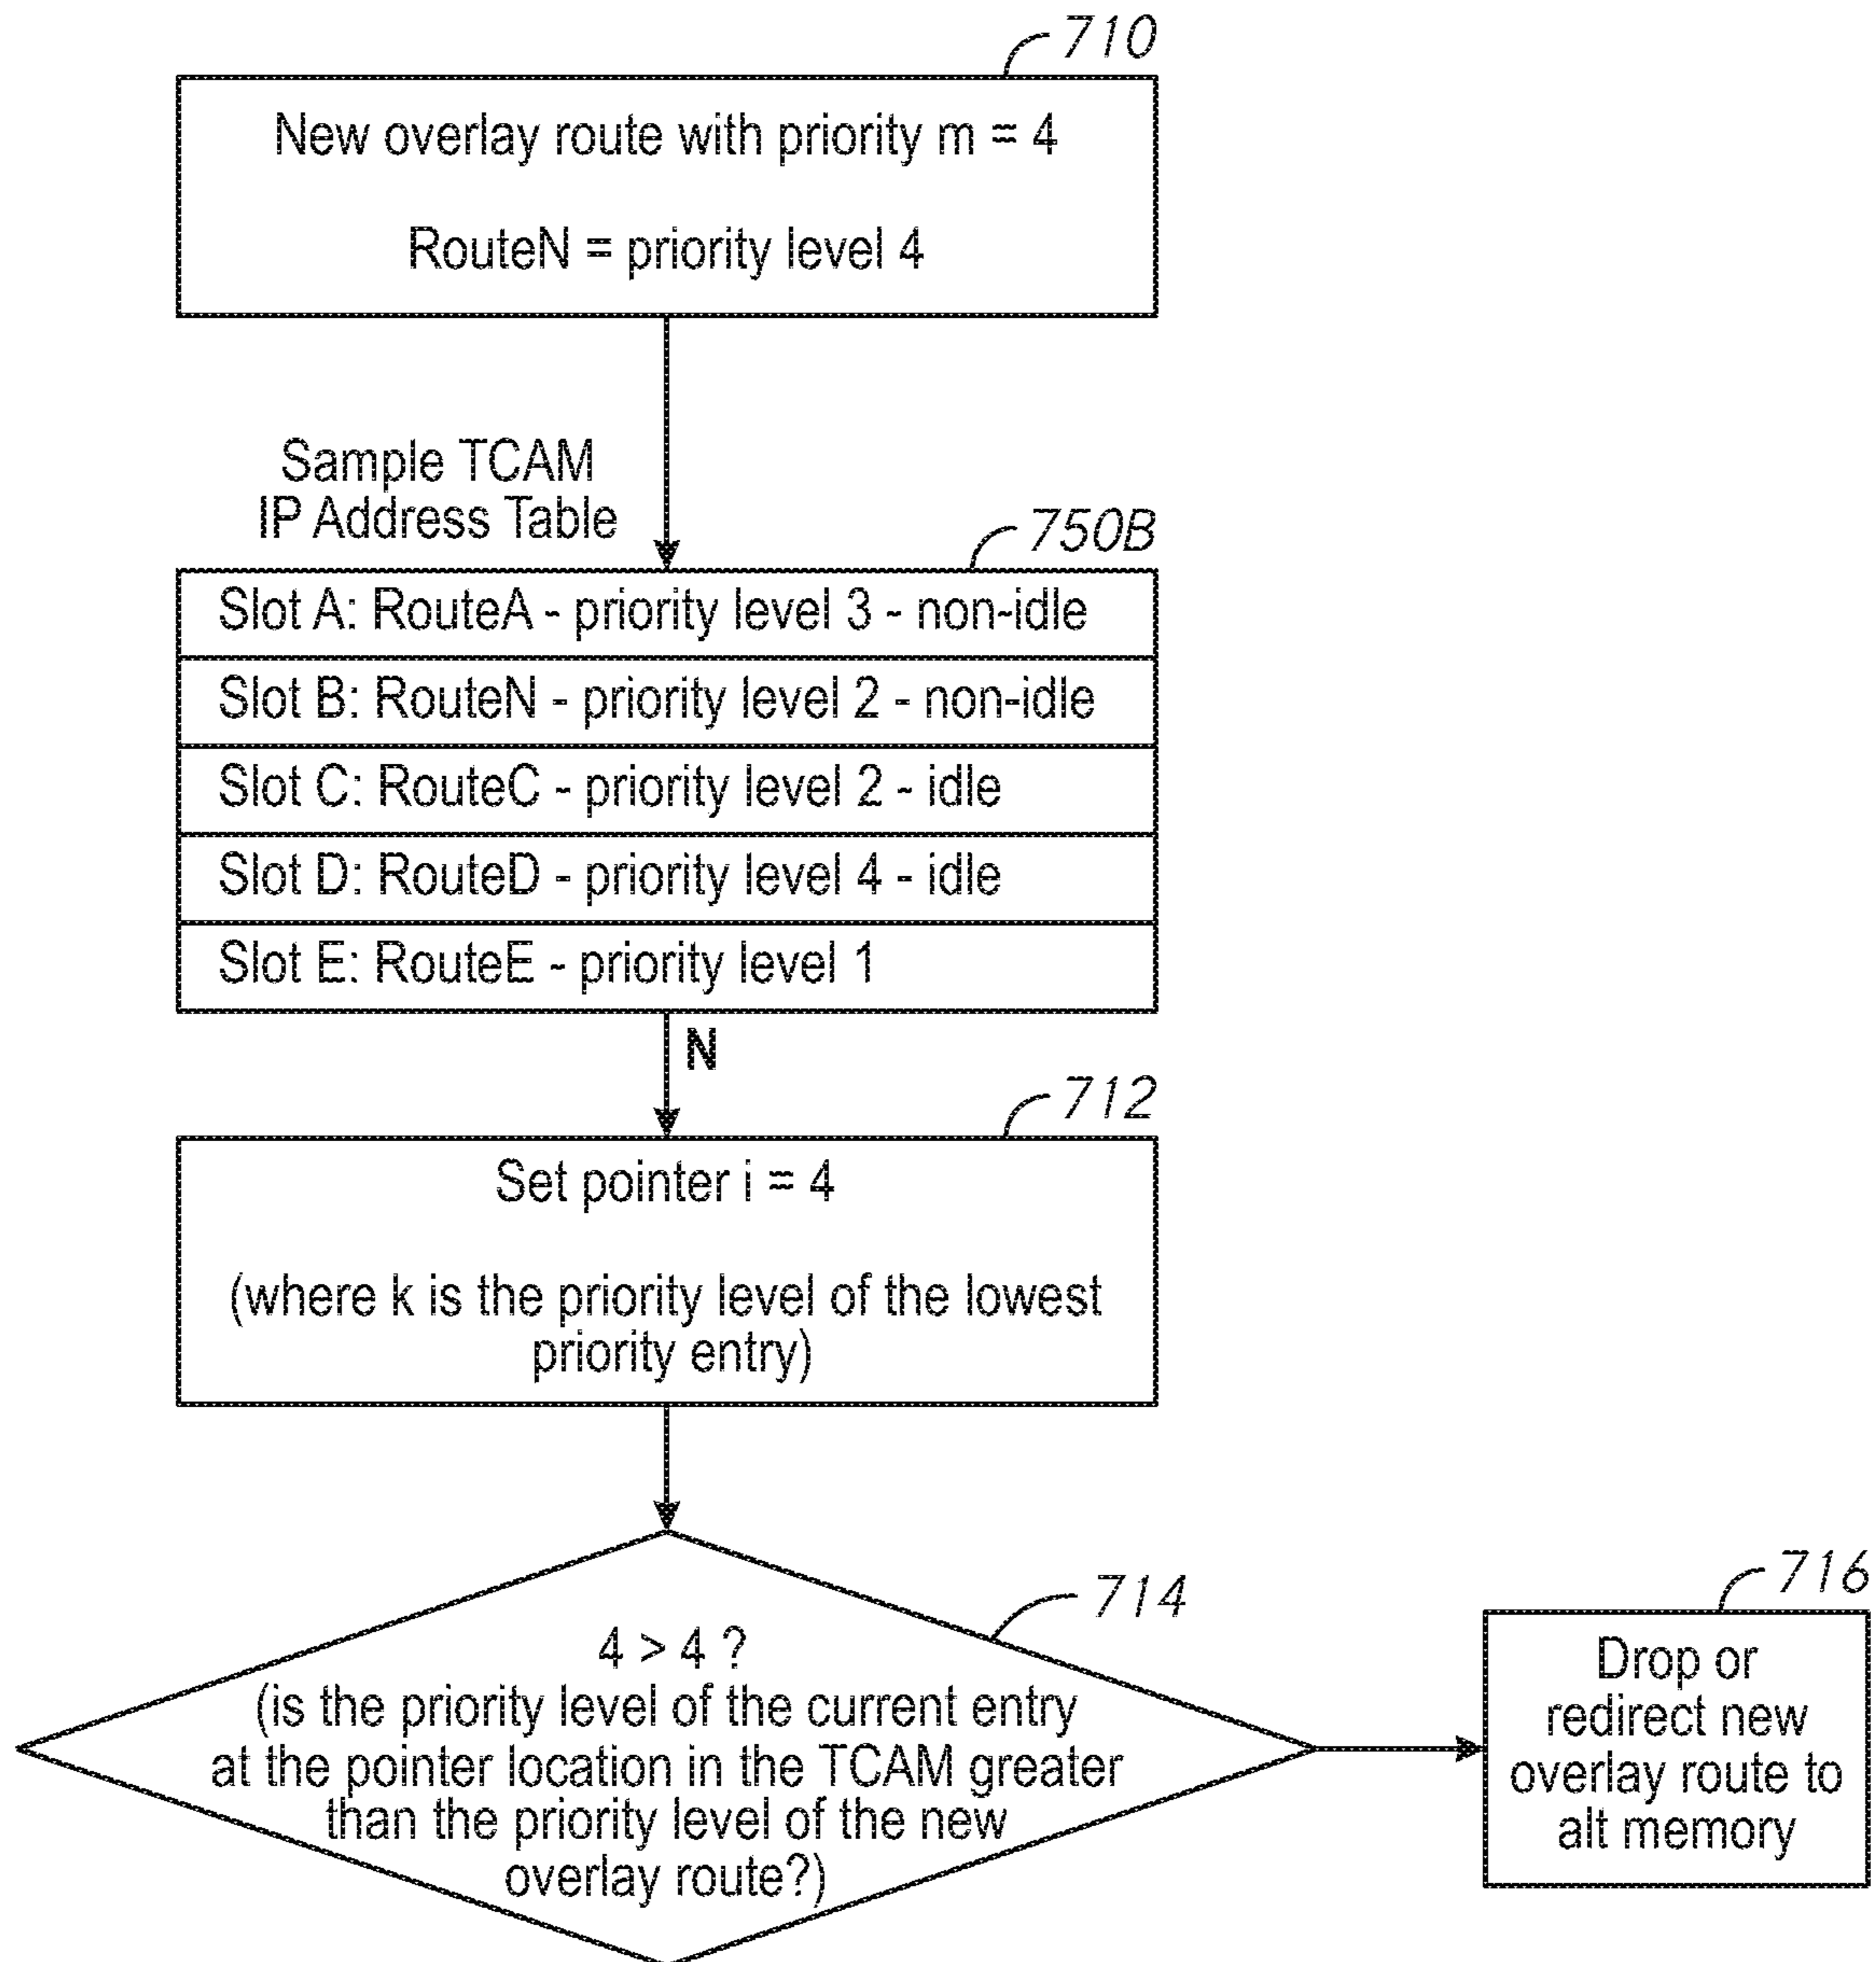 710
New overlay route with priority m = 4
RouteN = priority level 4
Sample TCAM
IP Address Table
750B
Slot A: RouteA - priority level 3 - non-idle
Slot B: RouteN - priority level 2 - non-idle
Slot C: RouteC - priority level 2 - idle
Slot D: RouteD - priority level 4 - idle
Slot E: RouteE - priority level 1
N
712
Set pointer i = 4
(where k is the priority level of the lowest
priority entry)
714
4 > 4 ?
(is the priority level of the current entry
at the pointer location in the TCAM greater
than the priority level of the new
overlay route?)
716
Drop or
redirect new
overlay route to
alt memory